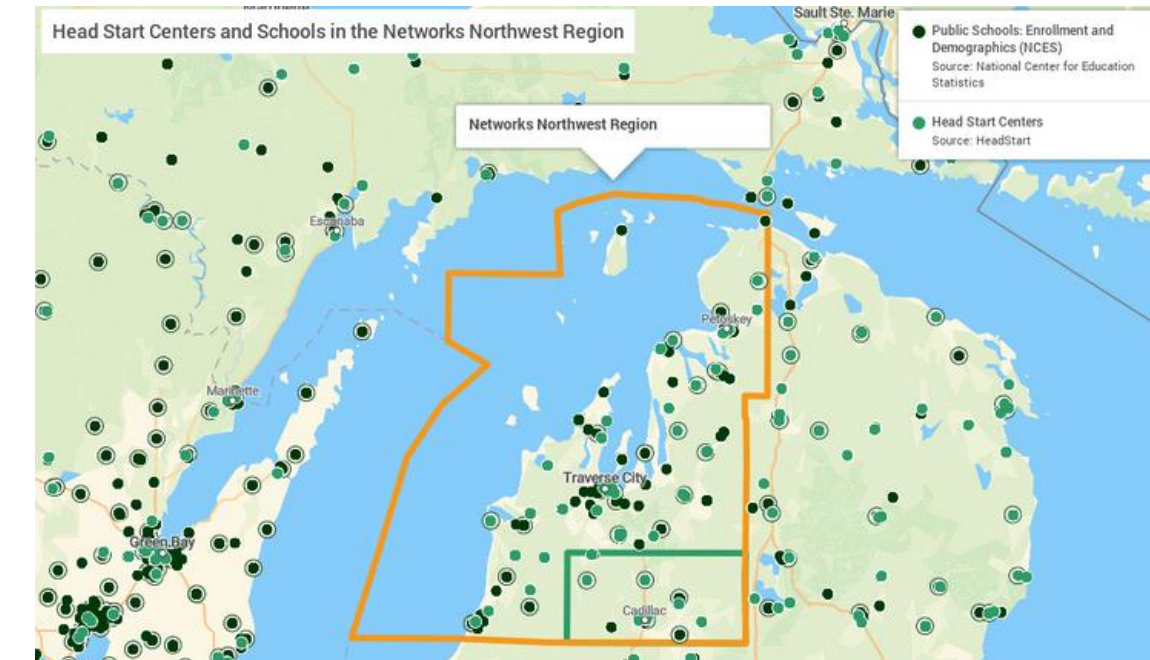 Sault Ste. Marie
Head Start Centers and Schools in the Networks Northwest Region
Public Schools: Enrollment and
Demographics (NCES)
Source: National Center for Education
Statistics
Head Start Centers
Source: HeadStart
Networks Northwest Region
Escanaba
Petoskey
Marinette
Traverse City
Green Bay
Cadillac